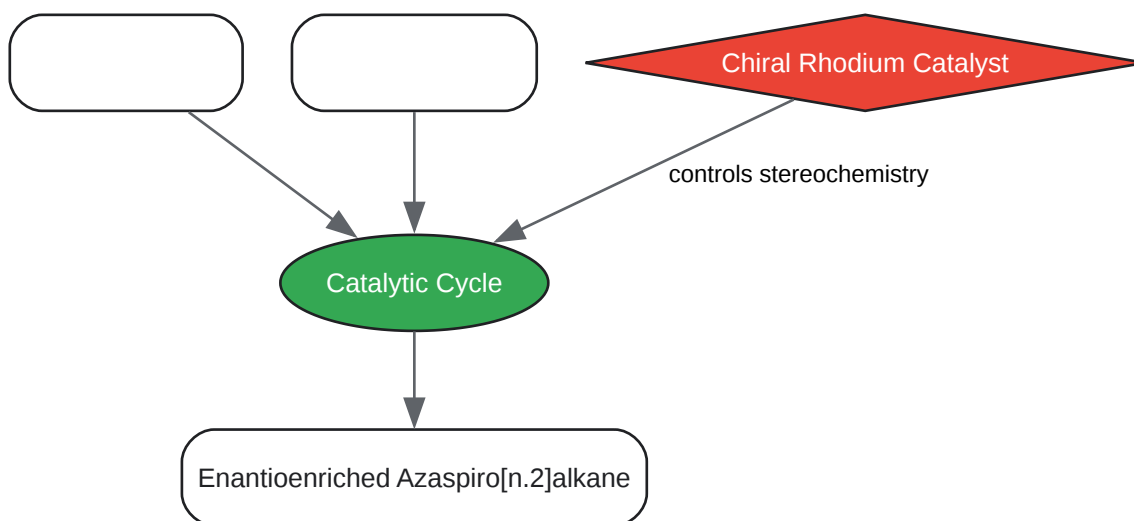 Chiral Rhodium Catalyst
controls stereochemistry
Catalytic Cycle
Enantioenriched Azaspiro[n.2]alkane